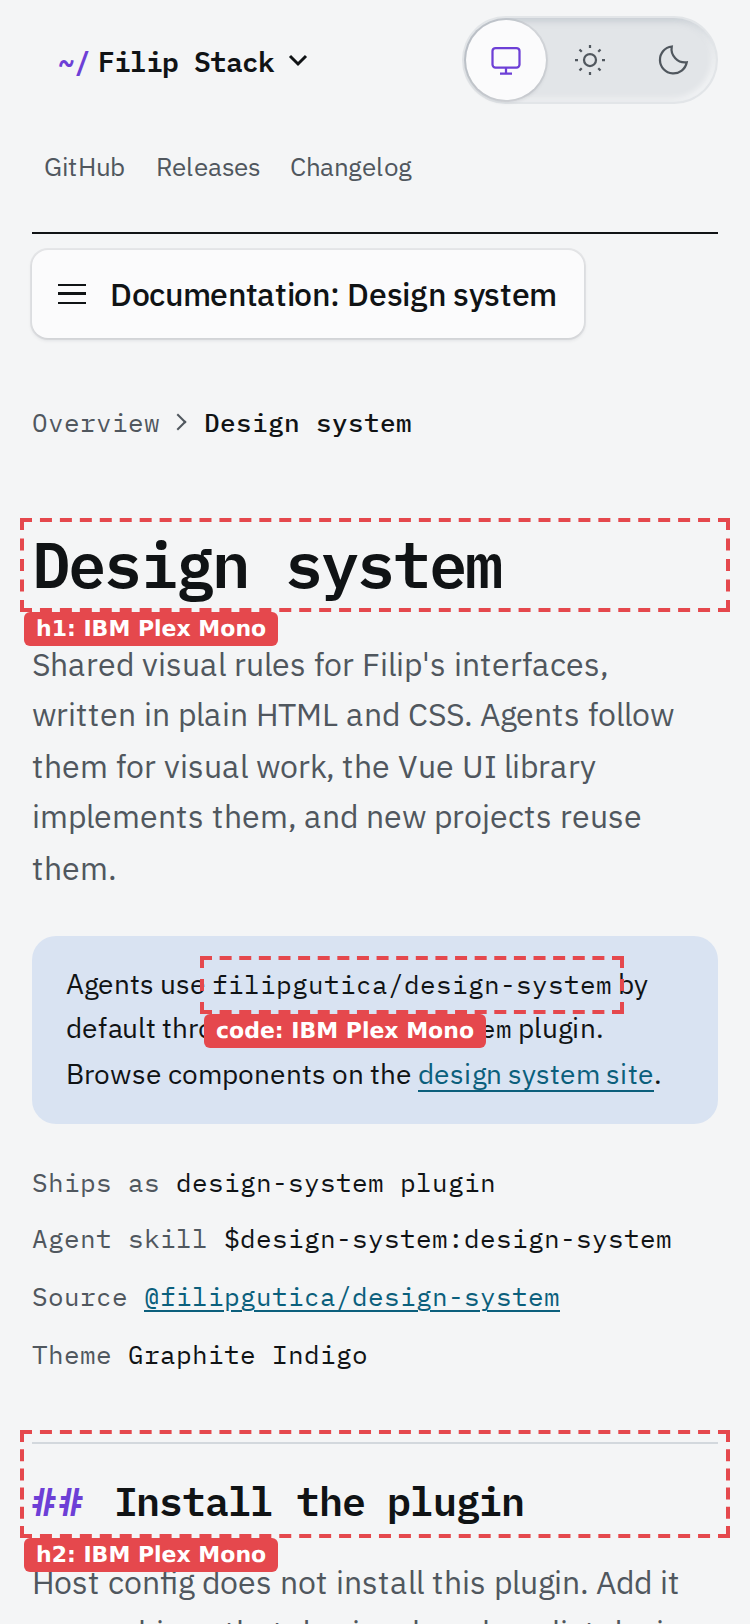 ~/ Filip Stack
GitHub Releases Changelog
Documentation: Design system
Overview > Design system
Design system
h1: IBM Plex Mono
Shared visual rules for Filip's interfaces,
written in plain HTML and CSS. Agents follow
them for visual work, the Vue UI library
implements them, and new projects reuse
them.
Agents use filipgutica/design-system by
default
code: IBM Plex Mono
plugin.
Browse components on the design system site.
Ships as design-system plugin
Agent skill $design-system:design-system
Source @filipgutica/design-system
Theme Graphite Indigo
## Install the plugin
h2: IBM Plex Mono
Host config does not install this plugin. Add it